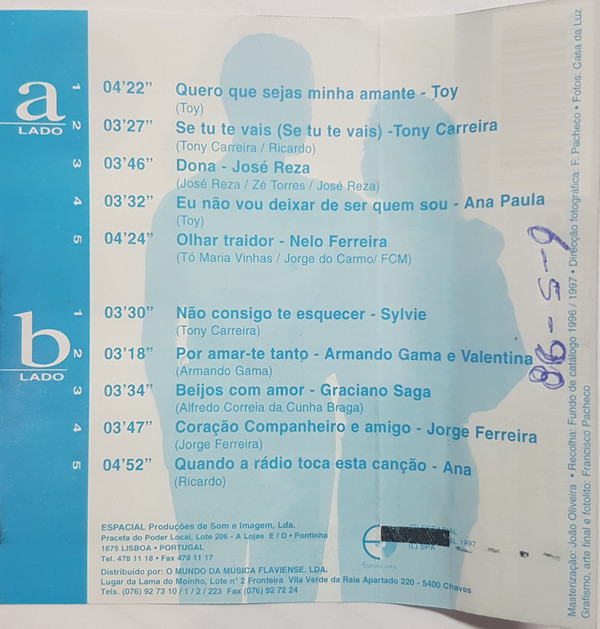 a
LADO
1 04'22" Quero que sejas minha amante - Toy
(Toy)
2 03'27" Se tu te vais (Se tu te vais) -Tony Carreira
(Tony Carreira / Ricardo)
3 03'46" Dona - José Reza
(José Reza / Zé Torres / José Reza)
4 03'32" Eu não vou deixar de ser quem sou - Ana Paula
(Toy)
5 04'24" Olhar traidor - Nelo Ferreira
(Tó Maria Vinhas / Jorge do Carmo/ FCM)
b
LADO
1 03'30" Não consigo te esquecer - Sylvie
(Tony Carreira)
2 03'18" Por amar-te tanto - Armando Gama e Valentina
(Armando Gama)
3 03'34" Beijos com amor - Graciano Saga
(Alfredo Correia da Cunha Braga)
4 03'47" Coração Companheiro e amigo - Jorge Ferreira
(Jorge Ferreira)
5 04'52" Quando a rádio toca esta canção - Ana
(Ricardo)
ESPACIAL Produções de Som e Imagem, Lda.
Praceta do Poder Local, Lote 206 - A Lojas E / D • Pontinha
1675 LISBOA • PORTUGAL
Tel. 478 11 18 • Fax 478 11 17
Distribuido por: O MUNDO DA MÚSICA FLAVIENSE. LDA.
Lugar da Lama do Moinho, Lote n° 2 Fronteira Vila Verde da Raia Apartado 220 - 5400 Chaves
Tels. (076) 92 73 10 / 1 / 2 / 223 Fax (076) 92 72 24
1997
(L) SPA
Masterização: João Oliveira • Recolha: Fundo de catálogo 1996 / 1997 • Direcção fotográfica: F. Pacheco • Fotos: Casa da Luz
Grafismo, arte final e fotolito: Francisco Pacheco